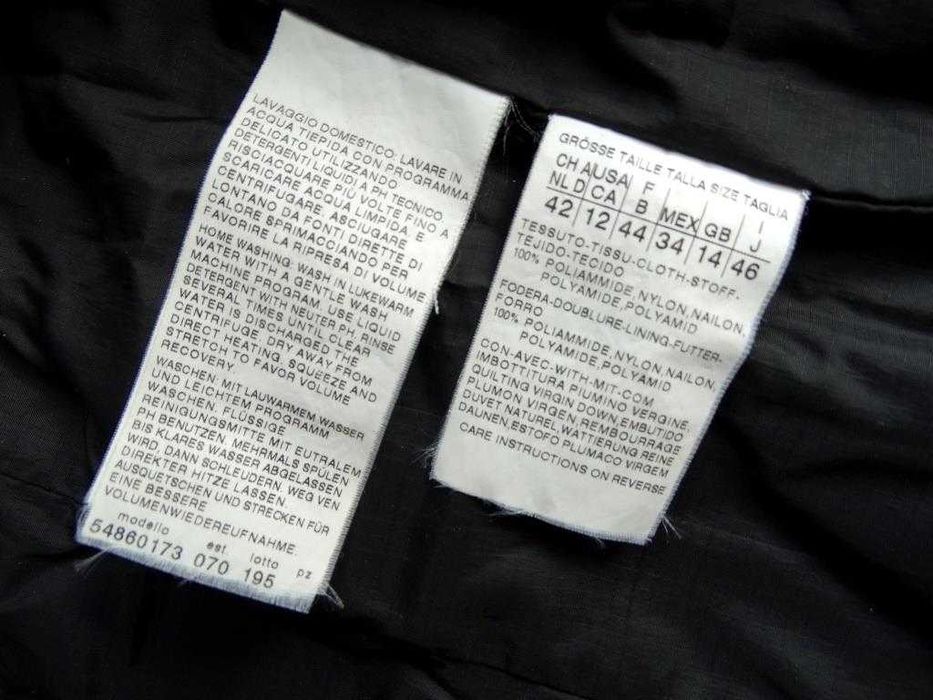 LAVAGGIO DOMESTICO: LAVARE IN
ACQUA TIEPIDA CON PROGRAMMA
DELICATO UTILIZZANDO
DETERGENTI LIQUIDI A PH TECNICO.
RISCIACQUARE PIU' VOLTE FINO A
SCARICARE ACQUA LIMPIDA. E
CENTRIFUGARE, ASCIUGARE
LONTANO DA FONTI DIRETTE DI
CALORE SPRIMACCIANDO PER
FAVORIRE LA RIPRESA DI VOLUME.
HOME WASHING: WASH IN LUKEWARM
WATER WITH A GENTLE WASH
MACHINE PROGRAM. USE LIQUID
DETERGENT WITH NEUTER PH. RINSE
SEVERAL TIMES UNTIL CLEAR
WATER IS DISCHARGED. THE
CENTRIFUGE. DRY AWAY FROM
DIRECT HEATING, SQUEEZE AND
STRETCH TO FAVOR VOLUME
RECOVERY.
WASCHEN MIT LAUWARMEM WASSER
UND LEICHTEM PROGRAMM
WASCHEN. FLÜSSIGE
REINIGUNGSMITTE MIT EUTRALEM
PH BENUTZEN. MEHRMALS SPÜLEN
BIS KLARES WASSER ABGELASSEN
WIRD, DANN SCHLEUDERN. WEG VEN
DIREKTER HITZE LASSEN.
AUSQUETSCHEN UND STRECKEN FÜR
EINE BESSERE
VOLUMENWIEDEREUFNAHME.
modello est. lotto pz
54860173 070 195
GRÖSSE TAILLE TALLA SIZE TAGLIA
CH A USA F I
NL D CA B MEX GB J
42 12 44 34 14 46
TESSUTO-TISSU-CLOTH-STOFF-
TEJIDO-TECIDO
100% POLIAMMIDE, NYLON, NAILON,
POLYAMIDE, POLYAMID
FODERA-DOUBLURE-LINING-FUTTER-
FORRO
100% POLIAMMIDE, NYLON, NAILON,
POLYAMIDE, POLYAMID
CON-AVEC-WITH-MIT-COM
IMBOTTITURA PIUMINO VERGINE,
QUILTING VIRGIN DOWN, EMBUTIDO
PLUMON VIRGEN, REMBOURRAGE
DUVET NATUREL, WATTIERUNG REINE
DAUNEN, ESTOFO PLUMACO VIRGEM
CARE INSTRUCTIONS ON REVERSE